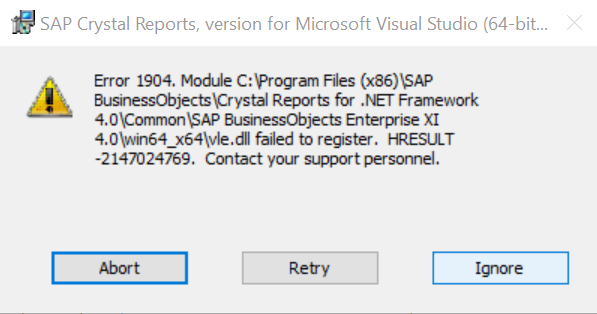 SAP Crystal Reports, version for Microsoft Visual Studio (64-bit...
Error 1904. Module C:\Program Files (x86)\SAP
BusinessObjects\Crystal Reports for .NET Framework
4.0\Common\SAP BusinessObjects Enterprise XI
4.0\win64_x64\vle.dll failed to register.  HRESULT
-2147024769.  Contact your support personnel.
Abort
Retry
Ignore